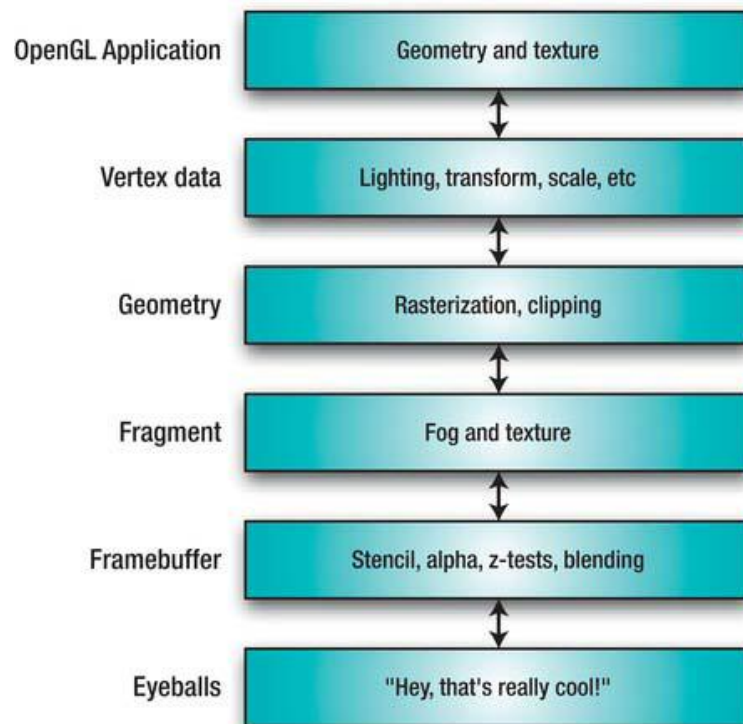 OpenGL Application
Geometry and texture
Vertex data
Lighting, transform, scale, etc
Geometry
Rasterization, clipping
Fragment
Fog and texture
Framebuffer
Stencil, alpha, z-tests, blending
Eyeballs
"Hey, that's really cool!"